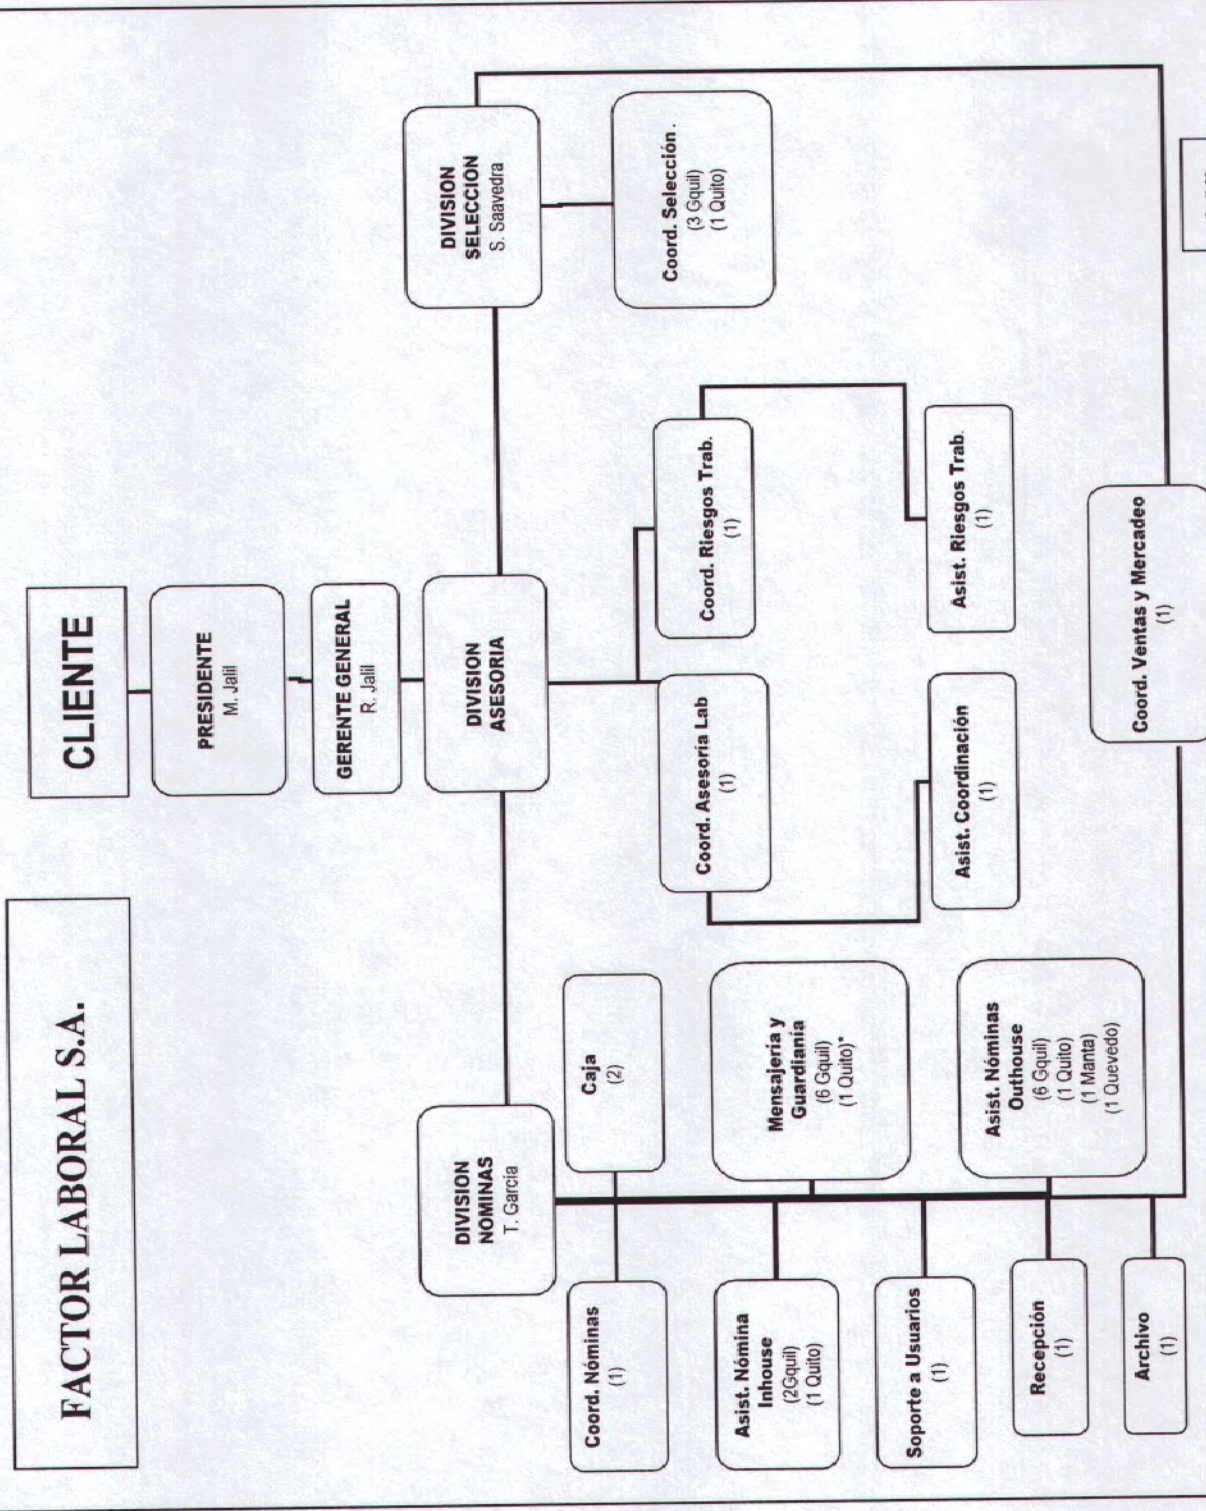 FACTOR LABORAL S.A.
CLIENTE
PRESIDENTE
M. Jalil
GERENTE GENERAL
R. Jalil
DIVISION
NOMINAS
T. Garcia
DIVISION
ASESORIA
DIVISION
SELECCION
S. Saavedra
Coord. Nóminas
(1)
Caja
(2)
Coord. Asesoría Lab
(1)
Coord. Riesgos Trab.
(1)
Coord. Selección .
(3 Gquil)
(1 Quito)
Asist. Nómina
Inhouse
(2Gquil)
(1 Quito)
Mensajería y
Guardianía
(6 Gquil)
(1 Quito)*
Soporte a Usuarios
(1)
Asist. Coordinación
(1)
Asist. Riesgos Trab.
(1)
Asist. Nóminas
Outhouse
(6 Gquil)
(1 Quito)
(1 Manta)
(1 Quevedo)
Recepción
(1)
Archivo
(1)
Coord. Ventas y Mercadeo
(1)